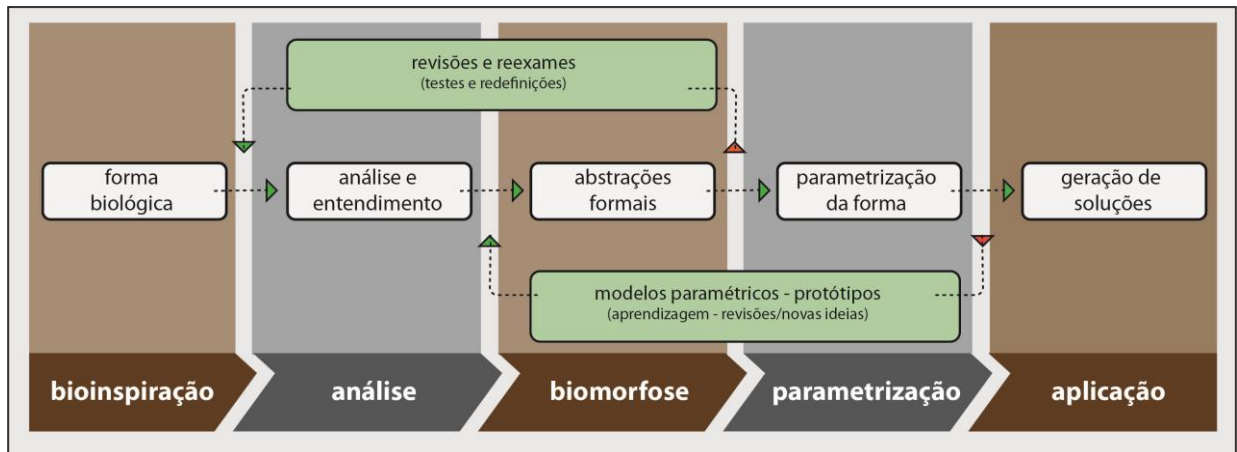 revisões e reexames
(testes e redefinições)
forma
biológica
análise e
entendimento
abstrações
formais
parametrização
da forma
geração de
soluções
modelos paramétricos - protótipos
(aprendizagem - revisões/novas ideias)
bioinspiração
análise
biomorfose
parametrização
aplicação